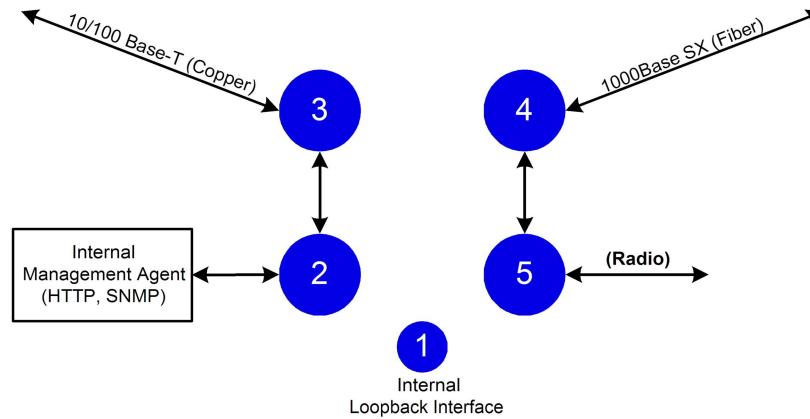 10/100 Base-T (Copper)
1000Base SX (Fiber)
3
4
Internal
Management Agent
(HTTP, SNMP)
2
5
(Radio)
1
Internal
Loopback Interface